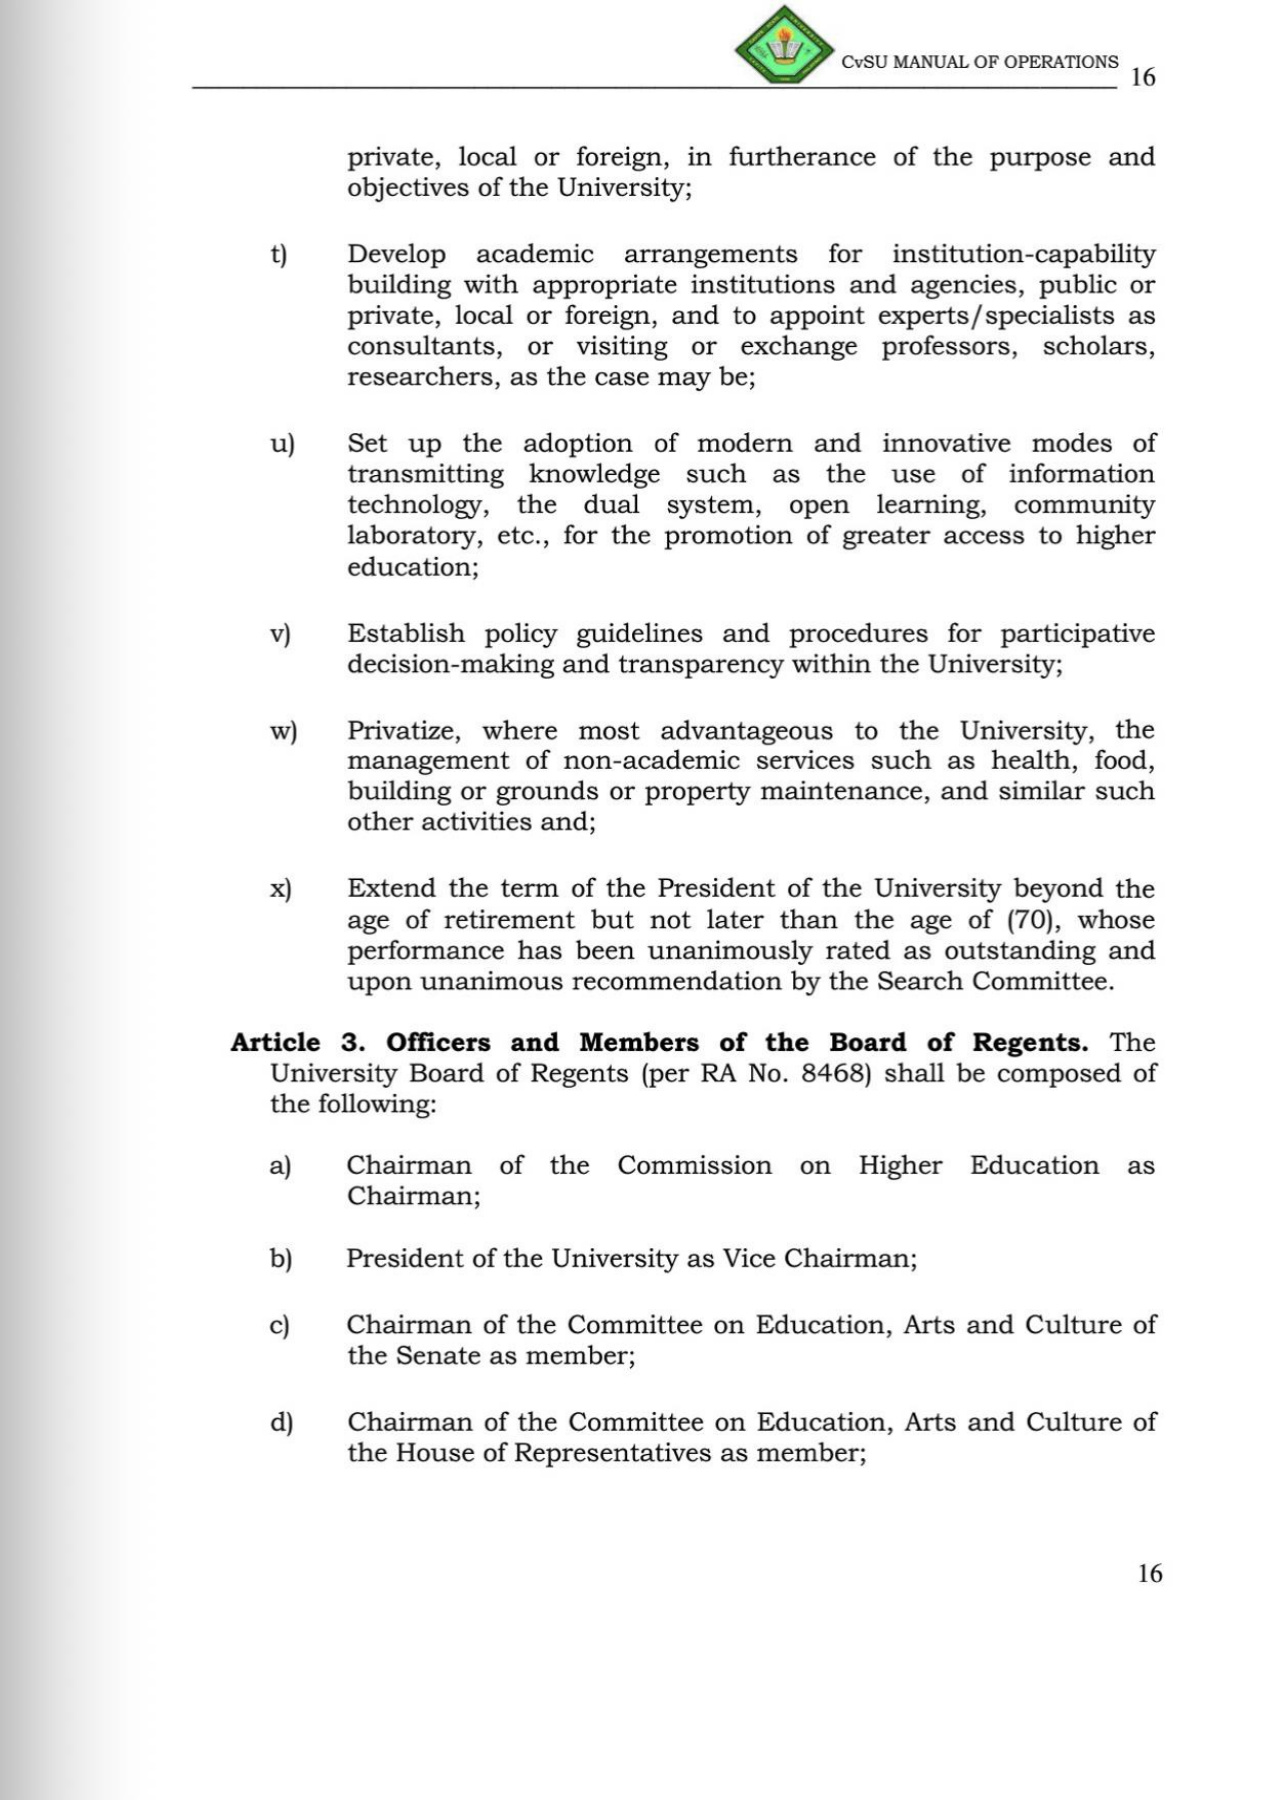 CvSU MANUAL OF OPERATIONS
16
private, local or foreign, in furtherance of the purpose and
objectives of the University;
t) Develop academic arrangements for institution-capability
building with appropriate institutions and agencies, public or
private, local or foreign, and to appoint experts/specialists as
consultants, or visiting or exchange professors, scholars,
researchers, as the case may be;
u) Set up the adoption of modern and innovative modes of
transmitting knowledge such as the use of information
technology, the dual system, open learning, community
laboratory, etc., for the promotion of greater access to higher
education;
v) Establish policy guidelines and procedures for participative
decision-making and transparency within the University;
w) Privatize, where most advantageous to the University, the
management of non-academic services such as health, food,
building or grounds or property maintenance, and similar such
other activities and;
x) Extend the term of the President of the University beyond the
age of retirement but not later than the age of (70), whose
performance has been unanimously rated as outstanding and
upon unanimous recommendation by the Search Committee.
Article 3. Officers and Members of the Board of Regents. The
University Board of Regents (per RA No. 8468) shall be composed of
the following:
a) Chairman of the Commission on Higher Education as
Chairman;
b) President of the University as Vice Chairman;
c) Chairman of the Committee on Education, Arts and Culture of
the Senate as member;
d) Chairman of the Committee on Education, Arts and Culture of
the House of Representatives as member;
16